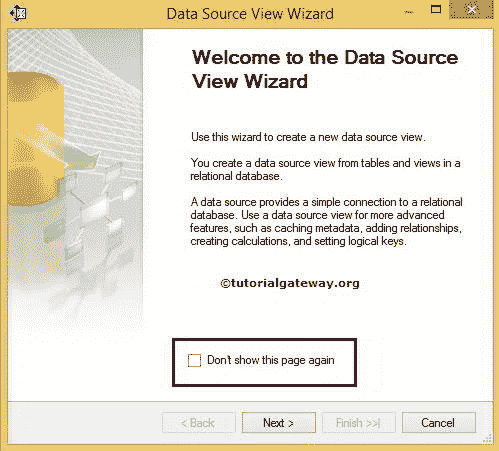 Data Source View Wizard
Welcome to the Data Source
View Wizard
Use this wizard to create a new data source view.
You create a data source view from tables and views in a
relational database.
A data source provides a simple connection to a relational
database. Use a data source view for more advanced
features, such as caching metadata, adding relationships,
creating calculations, and setting logical keys.
©tutorialgateway.org
Don't show this page again
< Back
Next >
Finish >>|
Cancel